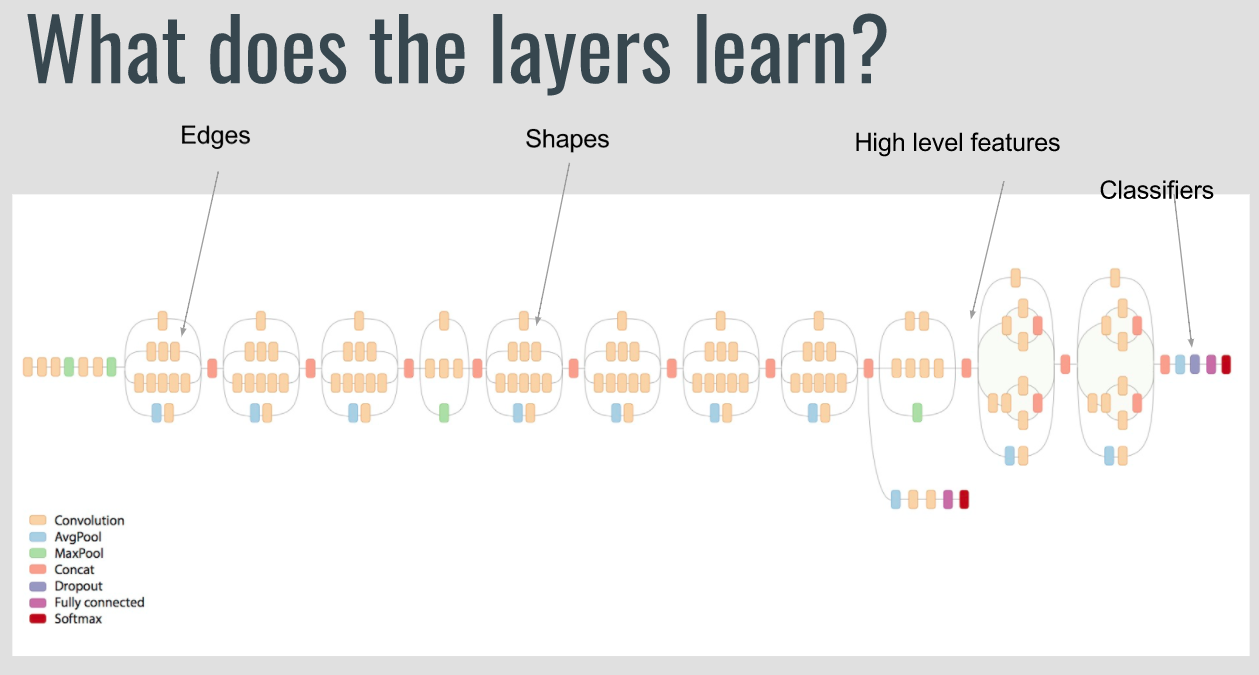 What does the layers learn?
Edges
Shapes
High level features
Classifiers
Convolution
AvgPool
MaxPool
Concat
Dropout
Fully connected
Softmax